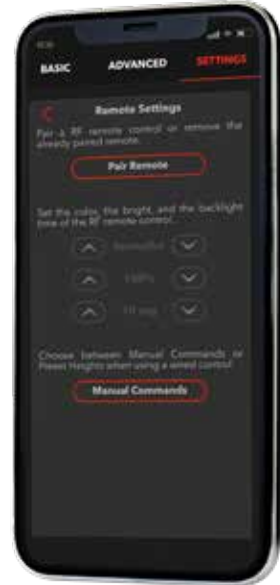 BASIC ADVANCED SETTINGS
Remote Settings
Pair a RF remote control or remove the
already paired remote.
Pair Remote
Set the color, the bright, and the backlight
time of the RF remote control.
100%
Choose between Manual Commands or
Preset Heights when using a wired control
Manual Commands